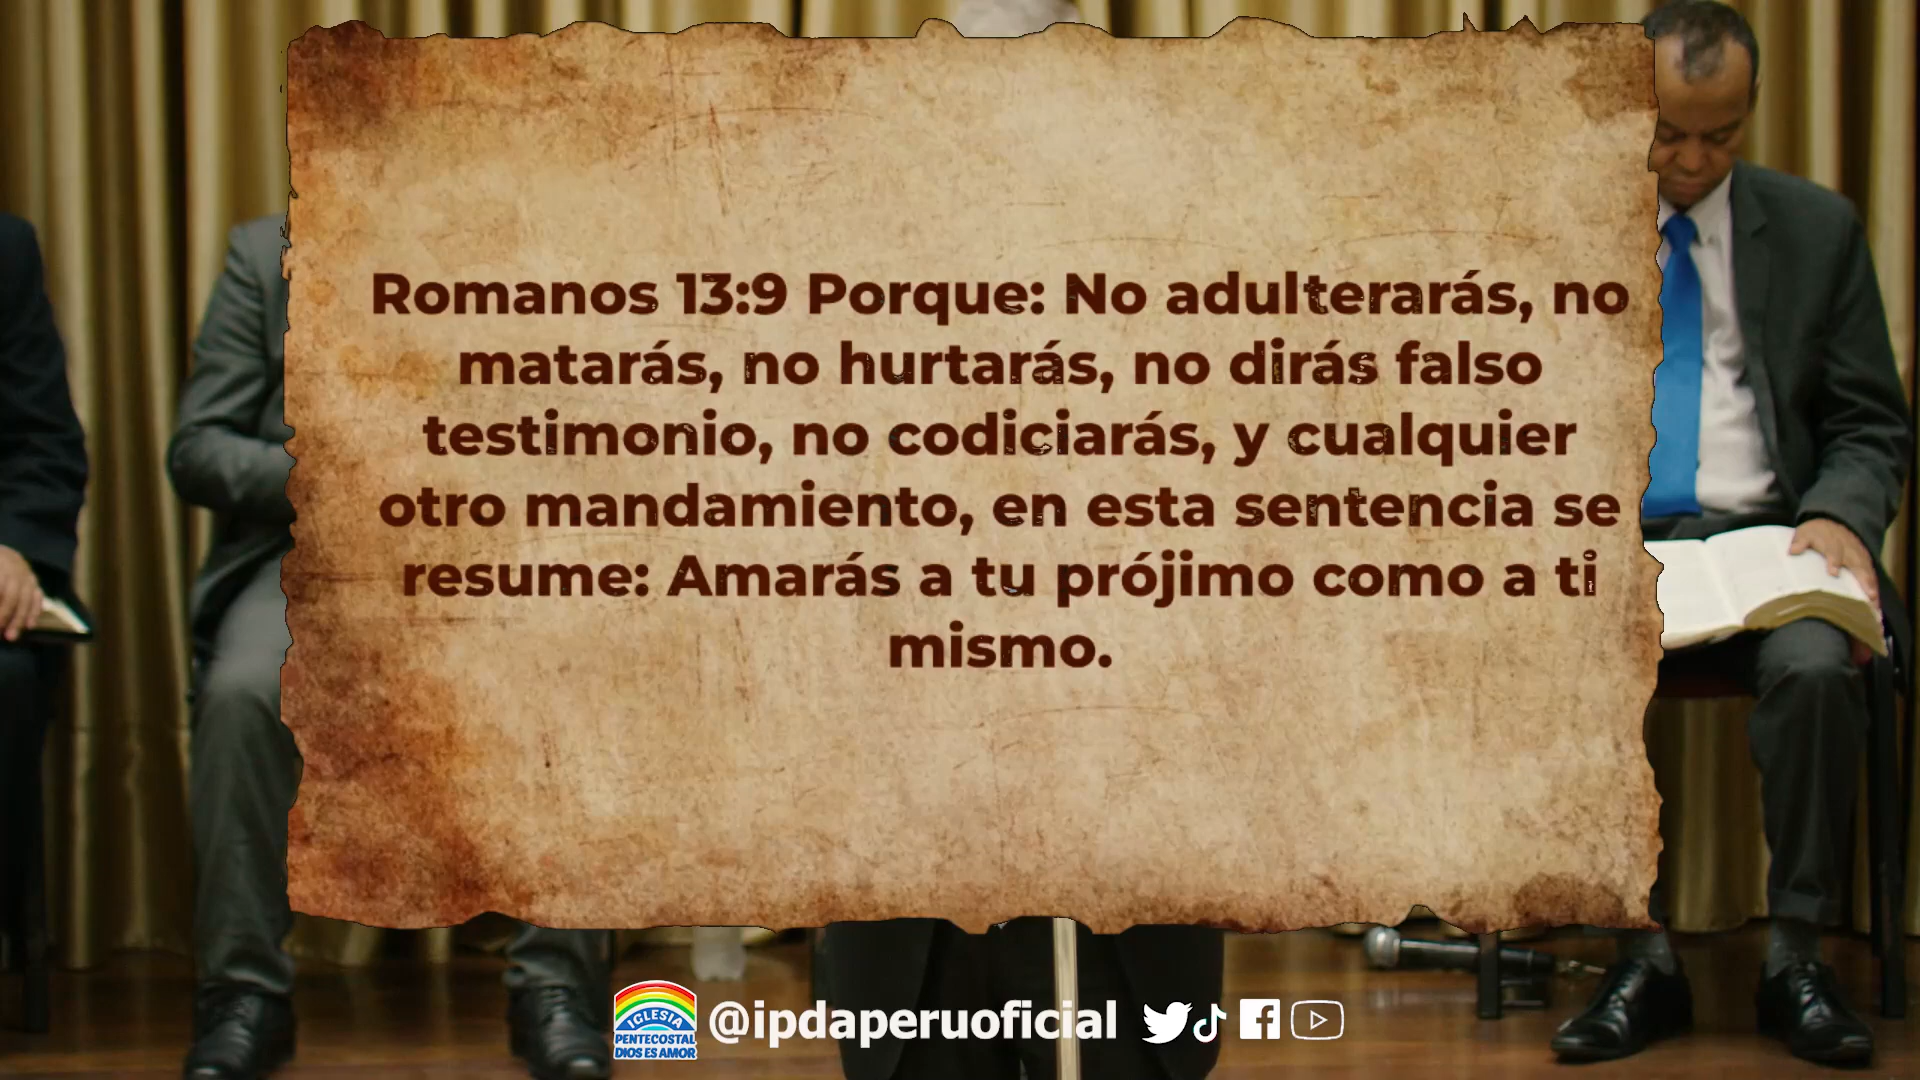 Romanos 13:9 Porque: No adulterarás, no
matarás, no hurtarás, no dirás falso
testimonio, no codiciarás, y cualquier
otro mandamiento, en esta sentencia se
resume: Amarás a tu prójimo como a ti
mismo.
IGLESIA
PENTECOSTAL
DIOS ES AMOR
@ipdaperuoficial